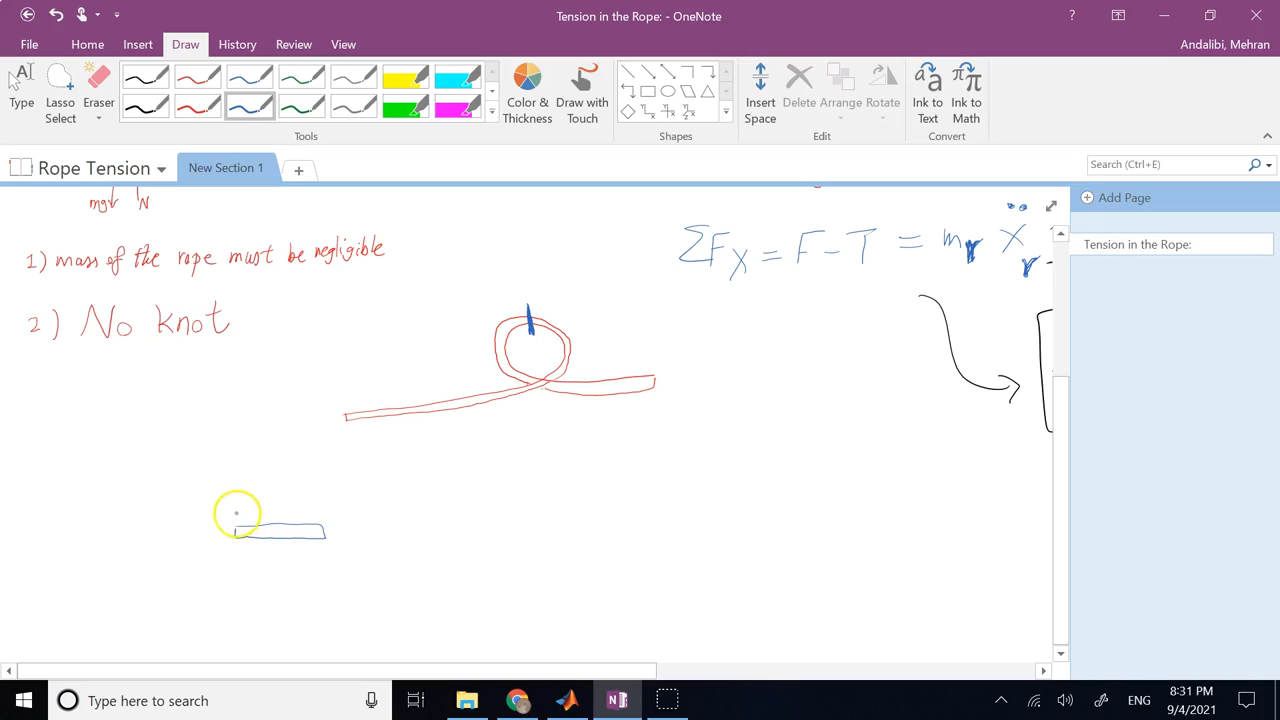 Tension in the Rope: - OneNote
?
File Home Insert Draw History Review View
Andalibi, Mehran
Type
Lasso Select
Eraser
Color & Thickness
Draw with Touch
Insert Space
Delete
Arrange
Rotate
Ink to Text
Ink to Math
Tools
Shapes
Edit
Convert
Rope Tension
New Section 1
Search (Ctrl+E)
Add Page
Tension in the Rope:
mg↓ N
ΣFx = F - T = mr ẍr
1) mass of the rope must be negligible
2) No knot
Type here to search
ENG
8:31 PM
9/4/2021